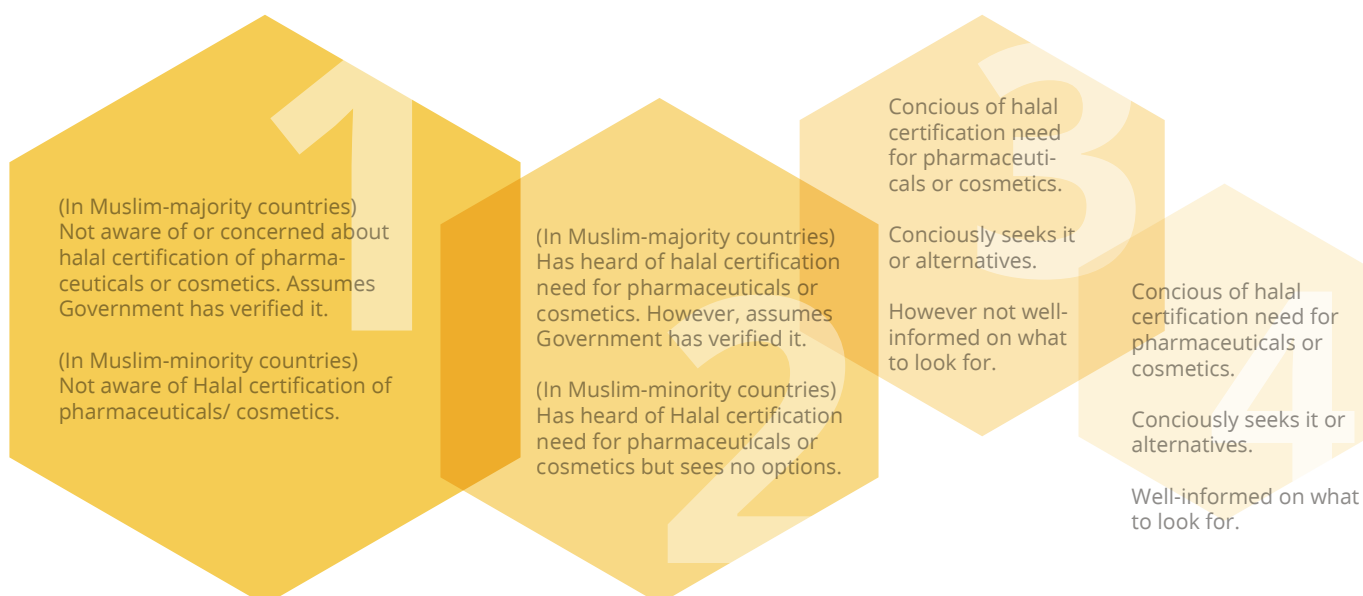 1
(In Muslim-majority countries)
Not aware of or concerned about
halal certification of pharma-
ceuticals or cosmetics. Assumes
Government has verified it.
(In Muslim-minority countries)
Not aware of Halal certification of
pharmaceuticals/ cosmetics.
2
(In Muslim-majority countries)
Has heard of halal certification
need for pharmaceuticals or
cosmetics. However, assumes
Government has verified it.
(In Muslim-minority countries)
Has heard of Halal certification
need for pharmaceuticals or
cosmetics but sees no options.
3
Concious of halal
certification need
for pharmaceuti-
cals or cosmetics.
Conciously seeks it
or alternatives.
However not well-
informed on what
to look for.
4
Concious of halal
certification need for
pharmaceuticals or
cosmetics.
Conciously seeks it or
alternatives.
Well-informed on what
to look for.